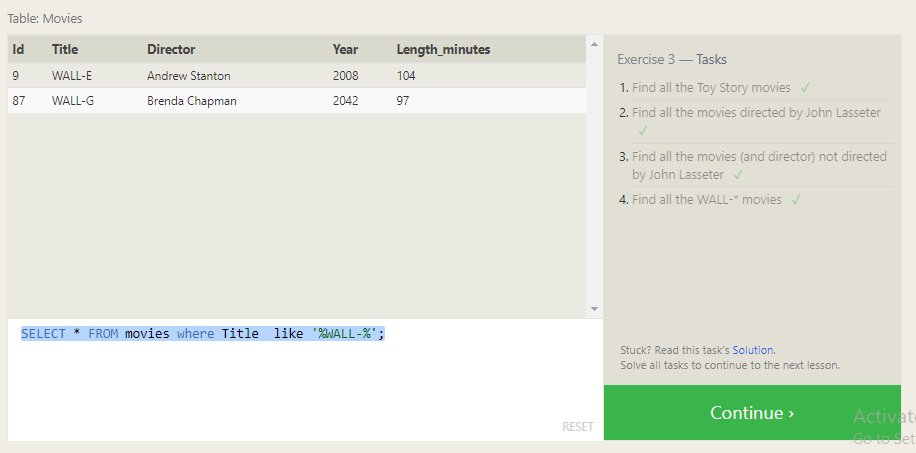 Table: Movies
Id Title Director Year Length_minutes
9 WALL-E Andrew Stanton 2008 104
87 WALL-G Brenda Chapman 2042 97
SELECT * FROM movies where Title  like '%WALL-%';
RESET
Exercise 3 — Tasks
1. Find all the Toy Story movies ✓
2. Find all the movies directed by John Lasseter
✓
3. Find all the movies (and director) not directed
by John Lasseter ✓
4. Find all the WALL-* movies ✓
Stuck? Read this task's Solution.
Solve all tasks to continue to the next lesson.
Continue ›
Activate
Go to Set